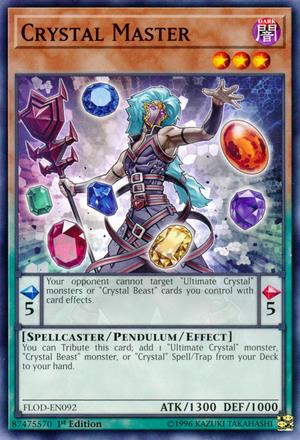 CRYSTAL MASTER
DARK
闇
Your opponent cannot target "Ultimate Crystal"
monsters or "Crystal Beast" cards you control with
card effects.
5
5
[SPELLCASTER/PENDULUM/EFFECT]
You can Tribute this card; add 1 "Ultimate Crystal" monster,
"Crystal Beast" monster, or "Crystal" Spell/Trap from your Deck
to your hand.
FLOD-EN092
ATK/1300 DEF/1000
87475570
1st Edition
©1996 KAZUKI TAKAHASHI